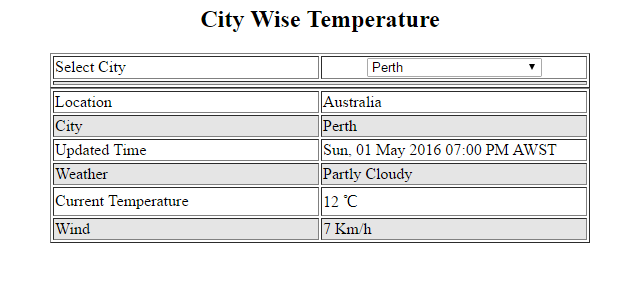 City Wise Temperature
Select City Perth
Location Australia
City Perth
Updated Time Sun, 01 May 2016 07:00 PM AWST
Weather Partly Cloudy
Current Temperature 12 ℃
Wind 7 Km/h